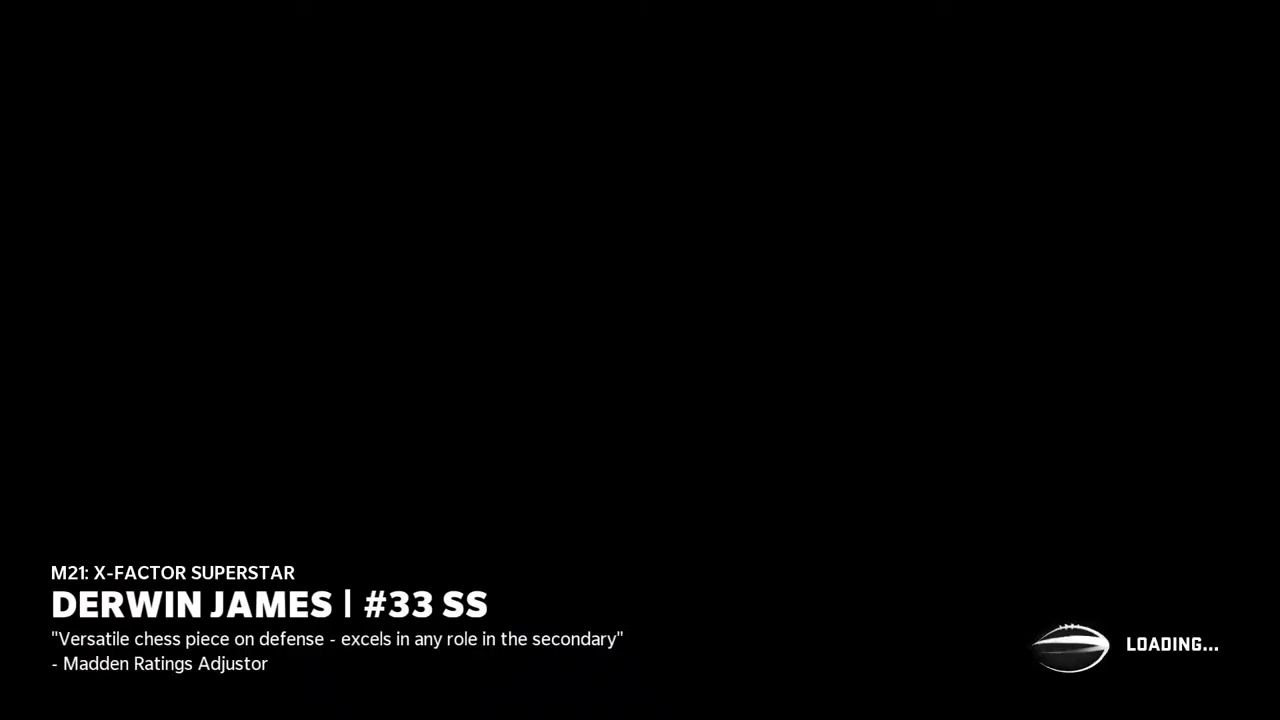 M21: X-FACTOR SUPERSTAR
DERWIN JAMES | #33 SS
"Versatile chess piece on defense - excels in any role in the secondary"
- Madden Ratings Adjustor
LOADING...